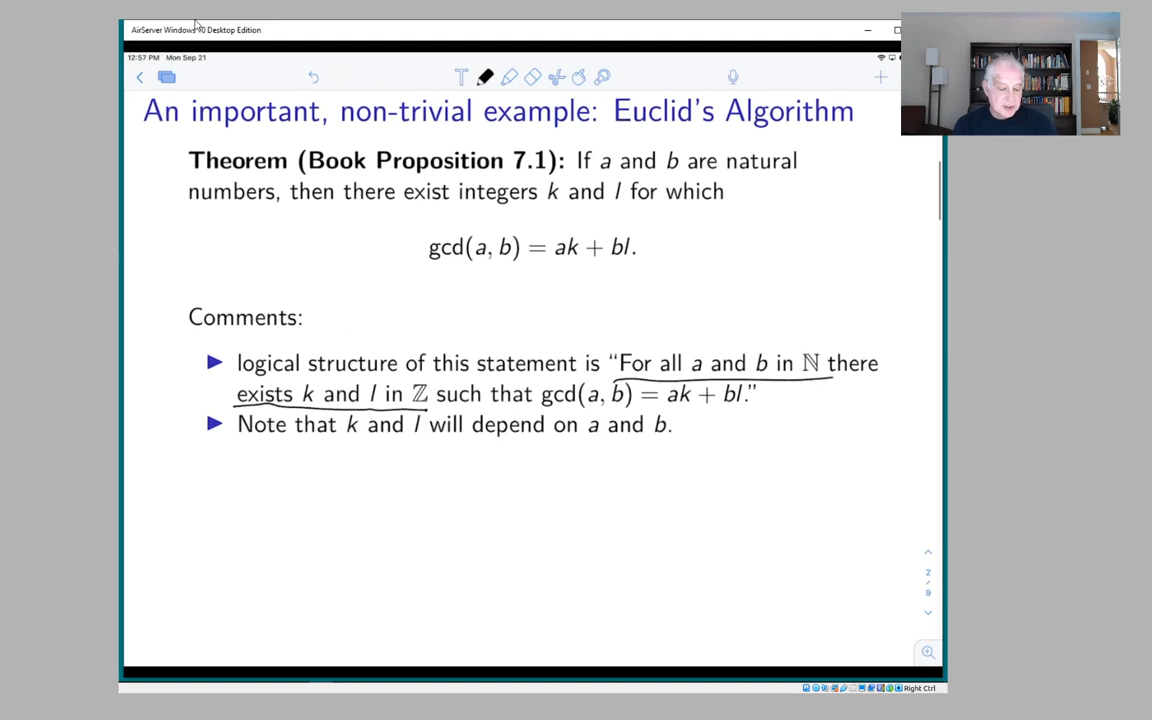 AirServer Windows 10 Desktop Edition
12:57 PM Mon Sep 21
An important, non-trivial example: Euclid's Algorithm
Theorem (Book Proposition 7.1): If a and b are natural
numbers, then there exist integers k and l for which
gcd(a, b) = ak + bl.
Comments:
logical structure of this statement is “For all a and b in ℕ there
exists k and l in ℤ such that gcd(a, b) = ak + bl.”
Note that k and l will depend on a and b.
2
/
9
Right Ctrl